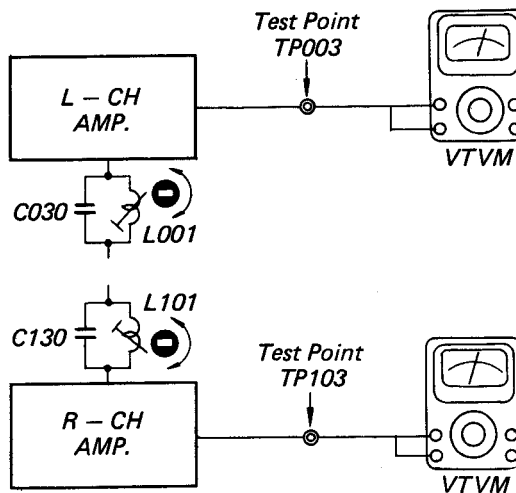 Test Point
TP003
L – CH
AMP.
VTVM
C030
L001
L101
C130
Test Point
TP103
R – CH
AMP.
VTVM